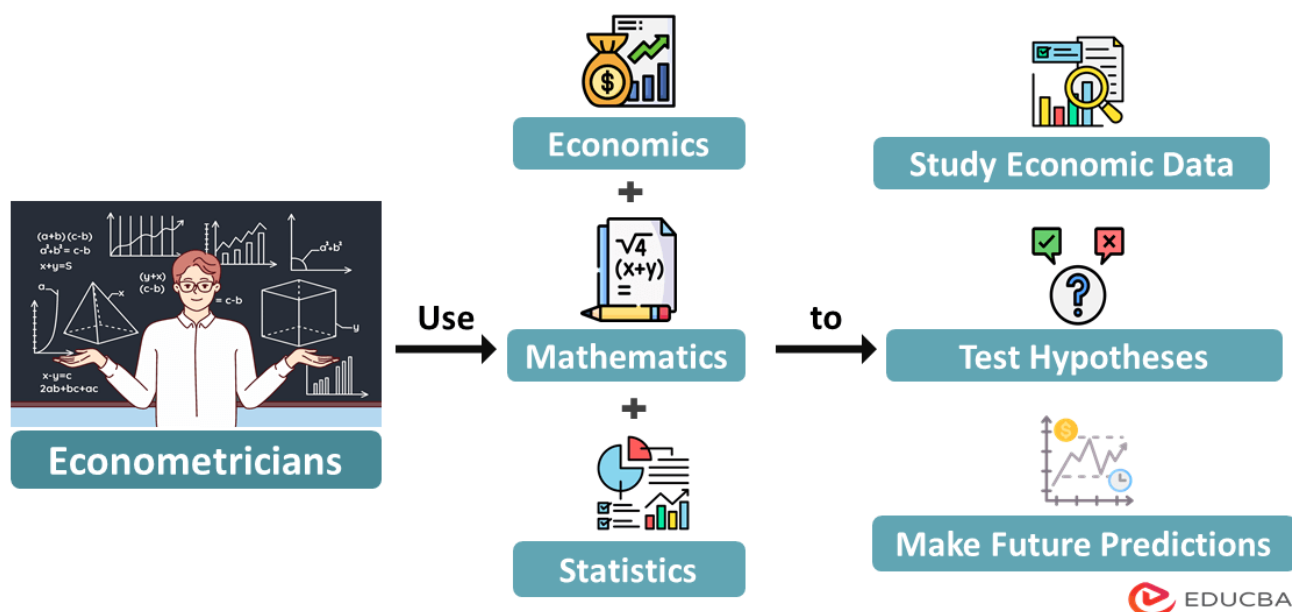 Economics
+
√4
(x+y)
=
Mathematics
+
Statistics
Econometricians
Use
to
Study Economic Data
Test Hypotheses
Make Future Predictions
(a+b)(c-b)
a²+b²= c-b
x+y=S
(y+x)
(c-b)
= c-b
a
x
y
x-y=c
2ab+bc+ac
$
?
$
EDUCBA